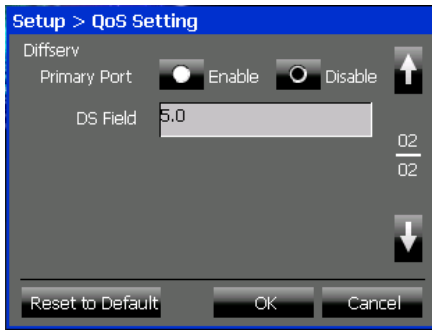 Setup > QoS Setting
Diffserv
Primary Port Enable Disable
DS Field 5.0
02
02
Reset to Default OK Cancel